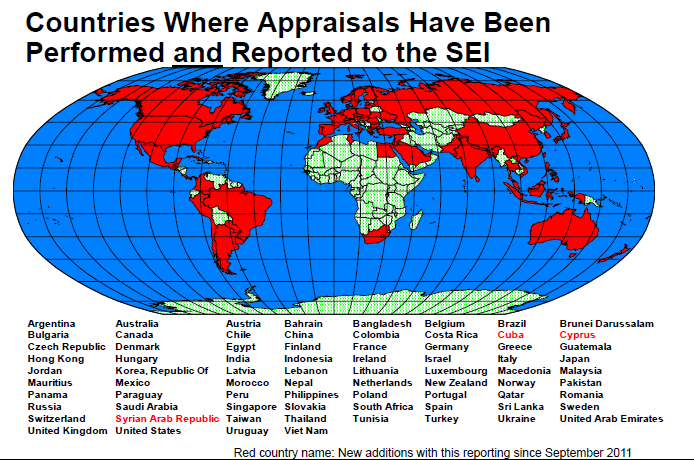 Countries Where Appraisals Have Been
Performed and Reported to the SEI
Argentina Australia Austria Bahrain Bangladesh Belgium Brazil Brunei Darussalam
Bulgaria Canada Chile China Colombia Costa Rica Cuba Cyprus
Czech Republic Denmark Egypt Finland France Germany Greece Guatemala
Hong Kong Hungary India Indonesia Ireland Israel Italy Japan
Jordan Korea, Republic Of Latvia Lebanon Lithuania Luxembourg Macedonia Malaysia
Mauritius Mexico Morocco Nepal Netherlands New Zealand Norway Pakistan
Panama Paraguay Peru Philippines Poland Portugal Qatar Romania
Russia Saudi Arabia Singapore Slovakia South Africa Spain Sri Lanka Sweden
Switzerland Syrian Arab Republic Taiwan Thailand Tunisia Turkey Ukraine United Arab Emirates
United Kingdom United States Uruguay Viet Nam
Red country name: New additions with this reporting since September 2011